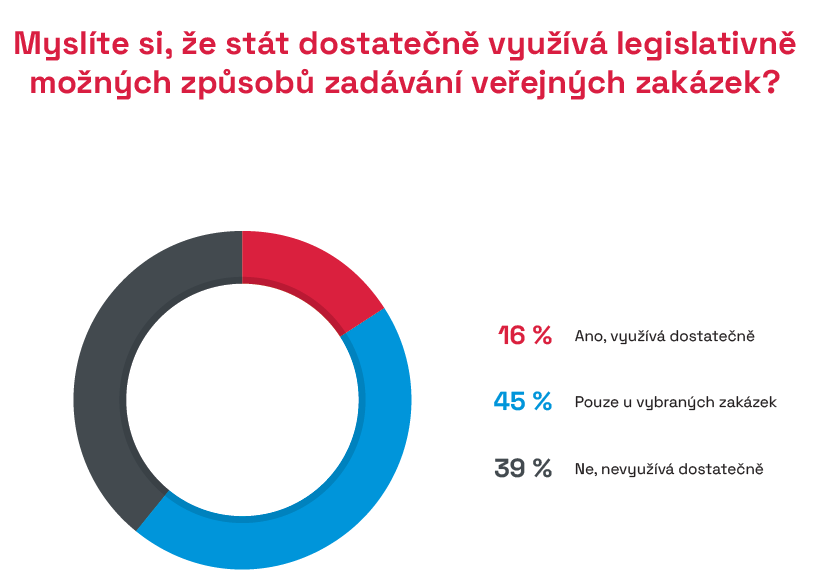 Myslíte si, že stát dostatečně využívá legislativně
možných způsobů zadávání veřejných zakázek?
16 % Ano, využívá dostatečně
45 % Pouze u vybraných zakázek
39 % Ne, nevyužívá dostatečně